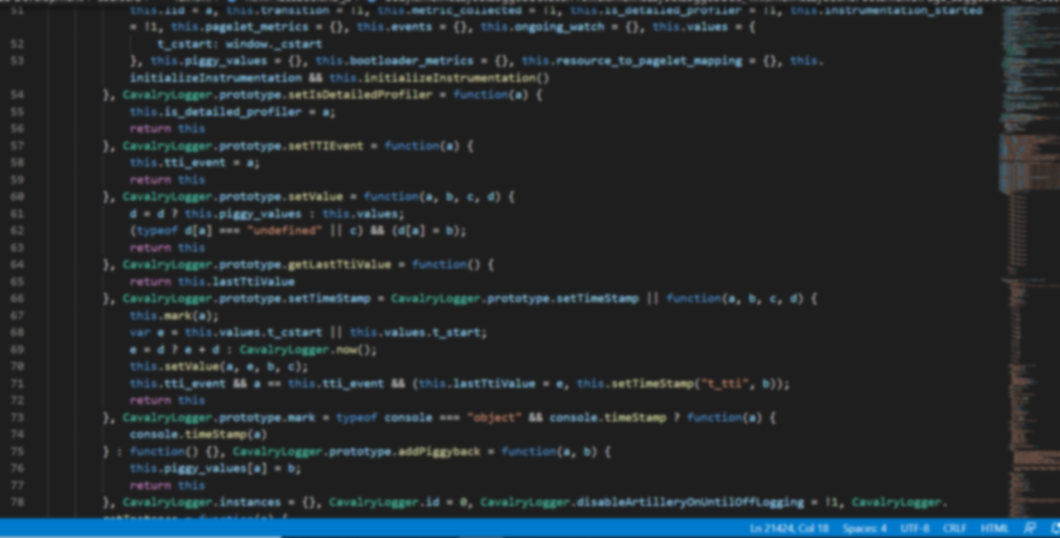 51 this.lid = a, this.transition = !1, this.metric_collected = !1, this.is_detailed_profiler = !1, this.instrumentation_started
= !1, this.pagelet_metrics = {}, this.events = {}, this.ongoing_watch = {}, this.values = {
52 t_cstart: window._cstart
53 }, this.piggy_values = {}, this.bootloader_metrics = {}, this.resource_to_pagelet_mapping = {}, this.
initializeInstrumentation && this.initializeInstrumentation()
54 }, CavalryLogger.prototype.setIsDetailedProfiler = function(a) {
55 this.is_detailed_profiler = a;
56 return this
57 }, CavalryLogger.prototype.setTTIEvent = function(a) {
58 this.tti_event = a;
59 return this
60 }, CavalryLogger.prototype.setValue = function(a, b, c, d) {
61 d = d ? this.piggy_values : this.values;
62 (typeof d[a] === "undefined" || c) && (d[a] = b);
63 return this
64 }, CavalryLogger.prototype.getLastTtiValue = function() {
65 return this.lastTtiValue
66 }, CavalryLogger.prototype.setTimeStamp = CavalryLogger.prototype.setTimeStamp || function(a, b, c, d) {
67 this.mark(a);
68 var e = this.values.t_cstart || this.values.t_start;
69 e = d ? e + d : CavalryLogger.now();
70 this.setValue(a, e, b, c);
71 this.tti_event && a == this.tti_event && (this.lastTtiValue = e, this.setTimeStamp("t_tti", b));
72 return this
73 }, CavalryLogger.prototype.mark = typeof console === "object" && console.timeStamp ? function(a) {
74 console.timeStamp(a)
75 } : function() {}, CavalryLogger.prototype.addPiggyback = function(a, b) {
76 this.piggy_values[a] = b;
77 return this
78 }, CavalryLogger.instances = {}, CavalryLogger.id = 0, CavalryLogger.disableArtilleryOnUntilOffLogging = !1, CavalryLogger.
Ln 21424, Col 18 Spaces: 4 UTF-8 CRLF HTML